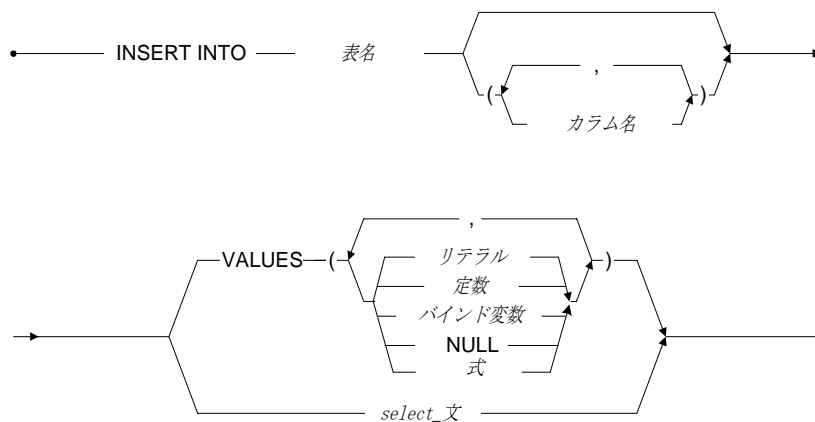 INSERT INTO 表名
,
( カラム名 )
,
VALUES ( リテラル )
定数
バインド変数
NULL
式
select_文